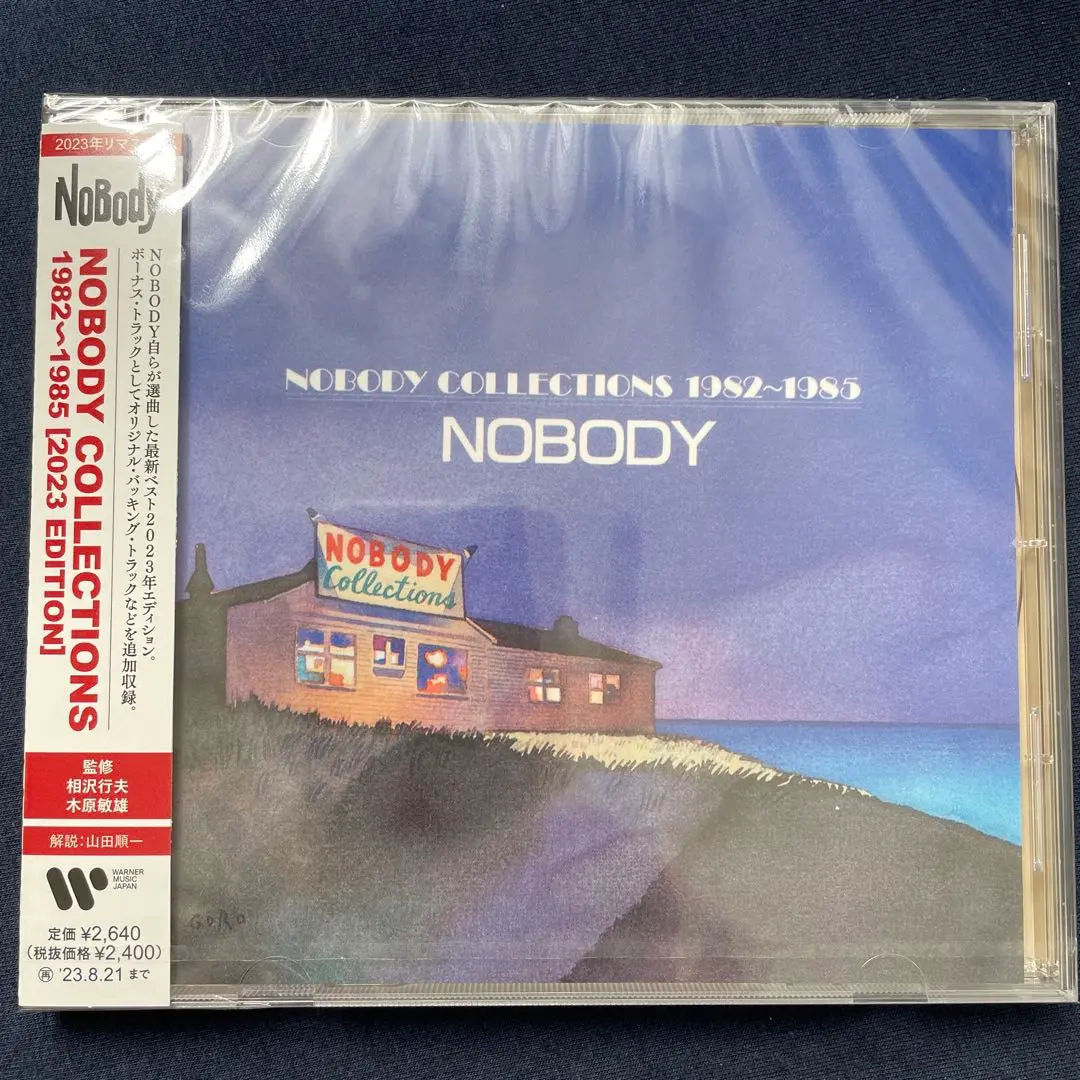 2023年リマ
NOBODY
NOBODY COLLECTIONS
1982～1985 [2023 EDITION]
NOBODY自らが選曲した最新ベスト2023年エディション。
ボーナス・トラックとしてオリジナル・バッキング・トラックなどを追加収録。
監修
相沢行夫
木原敏雄
解説：山田順一
WARNER
MUSIC
JAPAN
定価 ¥2,640
(税抜価格 ¥2,400)
再 '23.8.21 まで
NOBODY COLLECTIONS 1982~1985
NOBODY
NOBODY
Collections
GORO